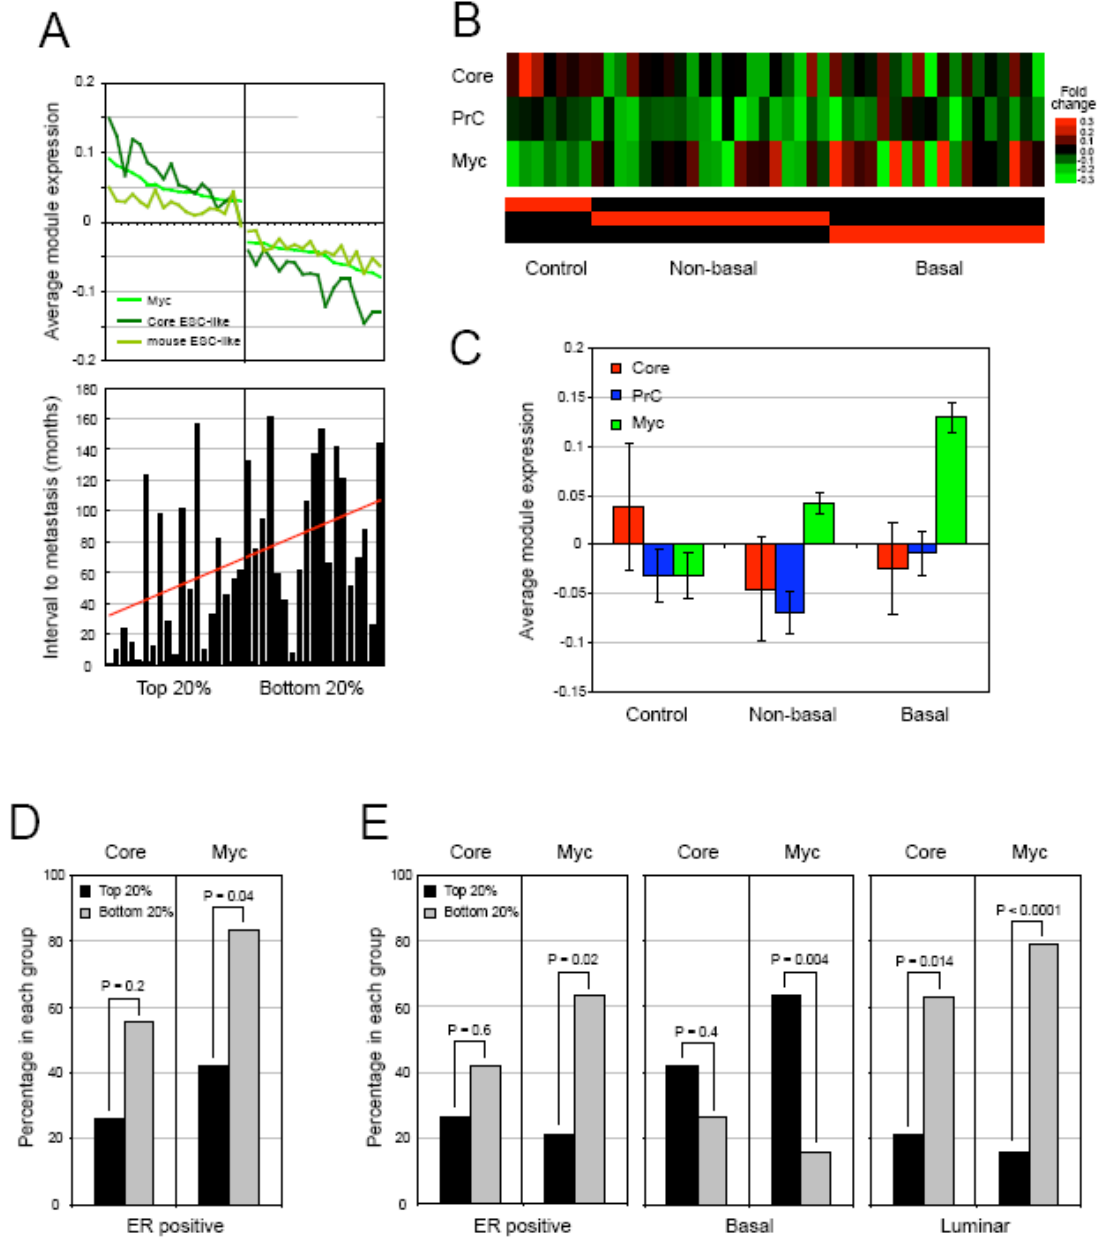 A
0.2
0.1
0
-0.1
-0.2
Average module expression
Myc
Core ESC-like
mouse ESC-like
180
160
140
120
100
80
60
40
20
0
Interval to metastasis (months)
Top 20% Bottom 20%
B
Core
PrC
Myc
Fold
change
0.3
0.2
0.1
0.0
-0.1
-0.2
-0.3
Control Non-basal Basal
C
0.2
0.15
0.1
0.05
0
-0.05
-0.1
-0.15
Average module expression
Core
PrC
Myc
Control Non-basal Basal
D
Core Myc
100
80
60
40
20
0
Percentage in each group
Top 20%
Bottom 20%
P = 0.04
P = 0.2
ER positive
E
Core Myc Core Myc Core Myc
100
80
60
40
20
0
Percentage in each group
Top 20%
Bottom 20%
P = 0.6
P = 0.02
P = 0.4
P = 0.004
P = 0.014
P < 0.0001
ER positive Basal Luminar